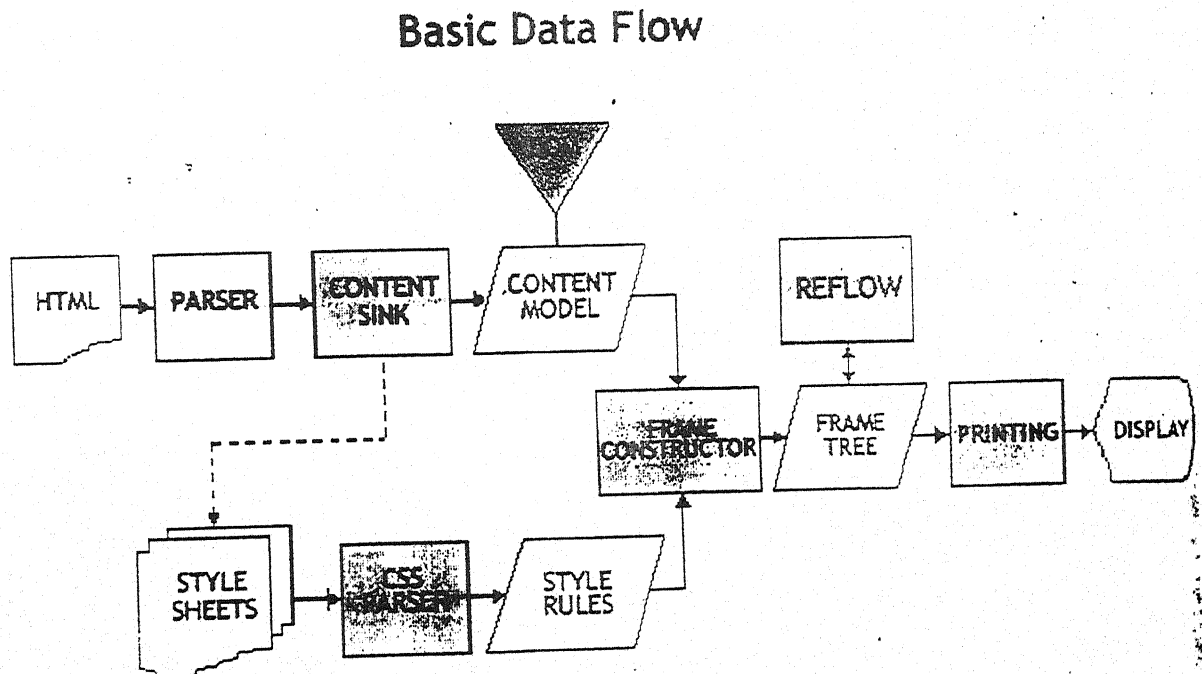 Basic Data Flow
HTML
PARSER
CONTENT
SINK
CONTENT
MODEL
REFLOW
FRAME
CONSTRUCTOR
FRAME
TREE
PRINTING
DISPLAY
STYLE
SHEETS
CSS
PARSER
STYLE
RULES